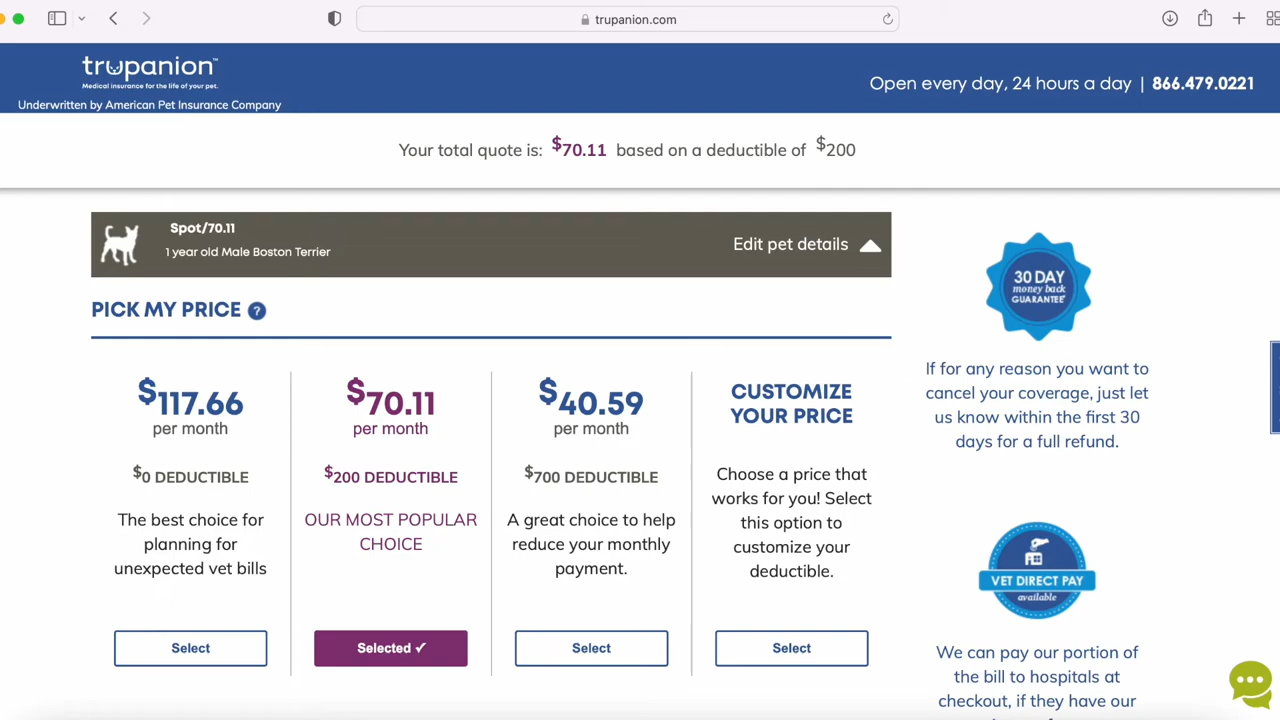 trupanion.com
trupanion™
Medical insurance for the life of your pet.
Underwritten by American Pet Insurance Company
Open every day, 24 hours a day | 866.479.0221
Your total quote is: $70.11 based on a deductible of $200
Spot/70.11
1 year old Male Boston Terrier
Edit pet details
PICK MY PRICE ?
$117.66
per month
$0 DEDUCTIBLE
The best choice for
planning for
unexpected vet bills
Select
$70.11
per month
$200 DEDUCTIBLE
OUR MOST POPULAR
CHOICE
Selected ✓
$40.59
per month
$700 DEDUCTIBLE
A great choice to help
reduce your monthly
payment.
Select
CUSTOMIZE
YOUR PRICE
Choose a price that
works for you! Select
this option to
customize your
deductible.
Select
30 DAY
money back
GUARANTEE
If for any reason you want to
cancel your coverage, just let
us know within the first 30
days for a full refund.
VET DIRECT PAY
available
We can pay our portion of
the bill to hospitals at
checkout, if they have our